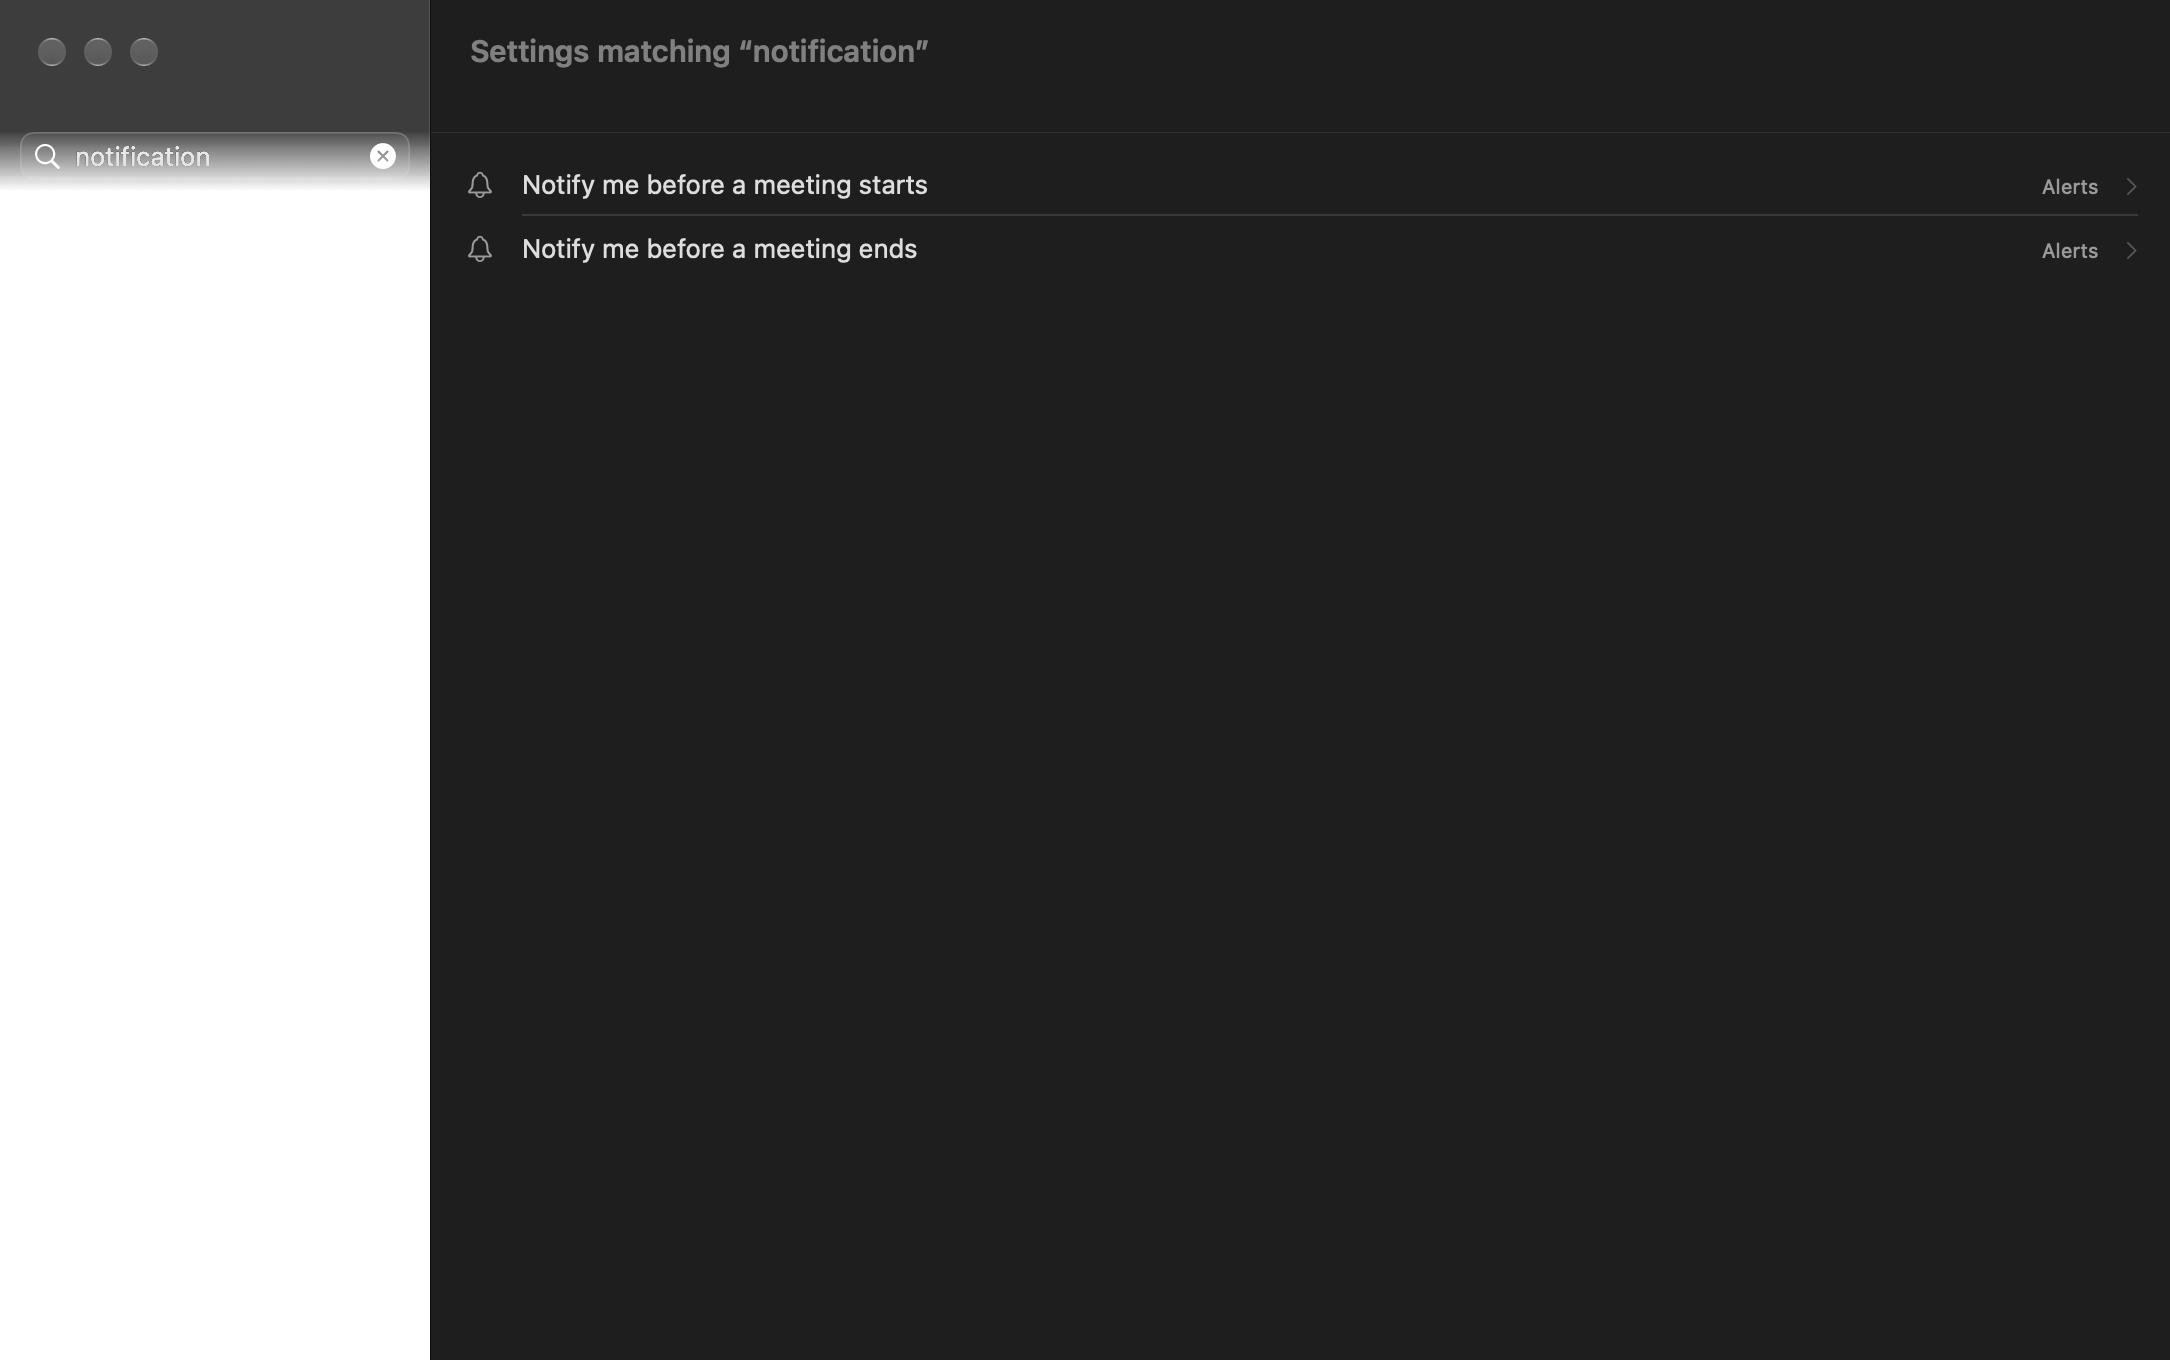 Settings matching “notification”
notification
Notify me before a meeting starts
Alerts
Notify me before a meeting ends
Alerts